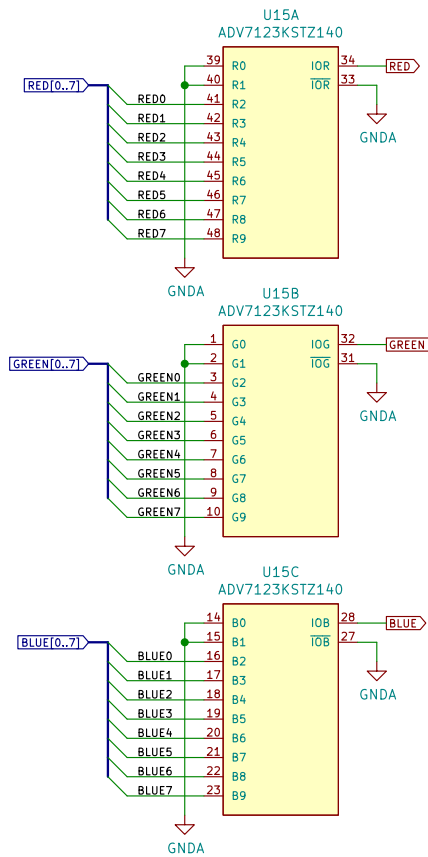 U15A
ADV7123KSTZ140
39 R0 IOR 34 RED
40 R1 IOR 33
RED[0..7]
RED0 41 R2
RED1 42 R3
GNDA
RED2 43 R4
RED3 44 R5
RED4 45 R6
RED5 46 R7
RED6 47 R8
RED7 48 R9
GNDA
U15B
ADV7123KSTZ140
1 G0 IOG 32 GREEN
2 G1 IOG 31
GREEN[0..7]
GREEN0 3 G2
GREEN1 4 G3
GNDA
GREEN2 5 G4
GREEN3 6 G5
GREEN4 7 G6
GREEN5 8 G7
GREEN6 9 G8
GREEN7 10 G9
GNDA
U15C
ADV7123KSTZ140
14 B0 IOB 28 BLUE
15 B1 IOB 27
BLUE[0..7]
BLUE0 16 B2
BLUE1 17 B3
GNDA
BLUE2 18 B4
BLUE3 19 B5
BLUE4 20 B6
BLUE5 21 B7
BLUE6 22 B8
BLUE7 23 B9
GNDA